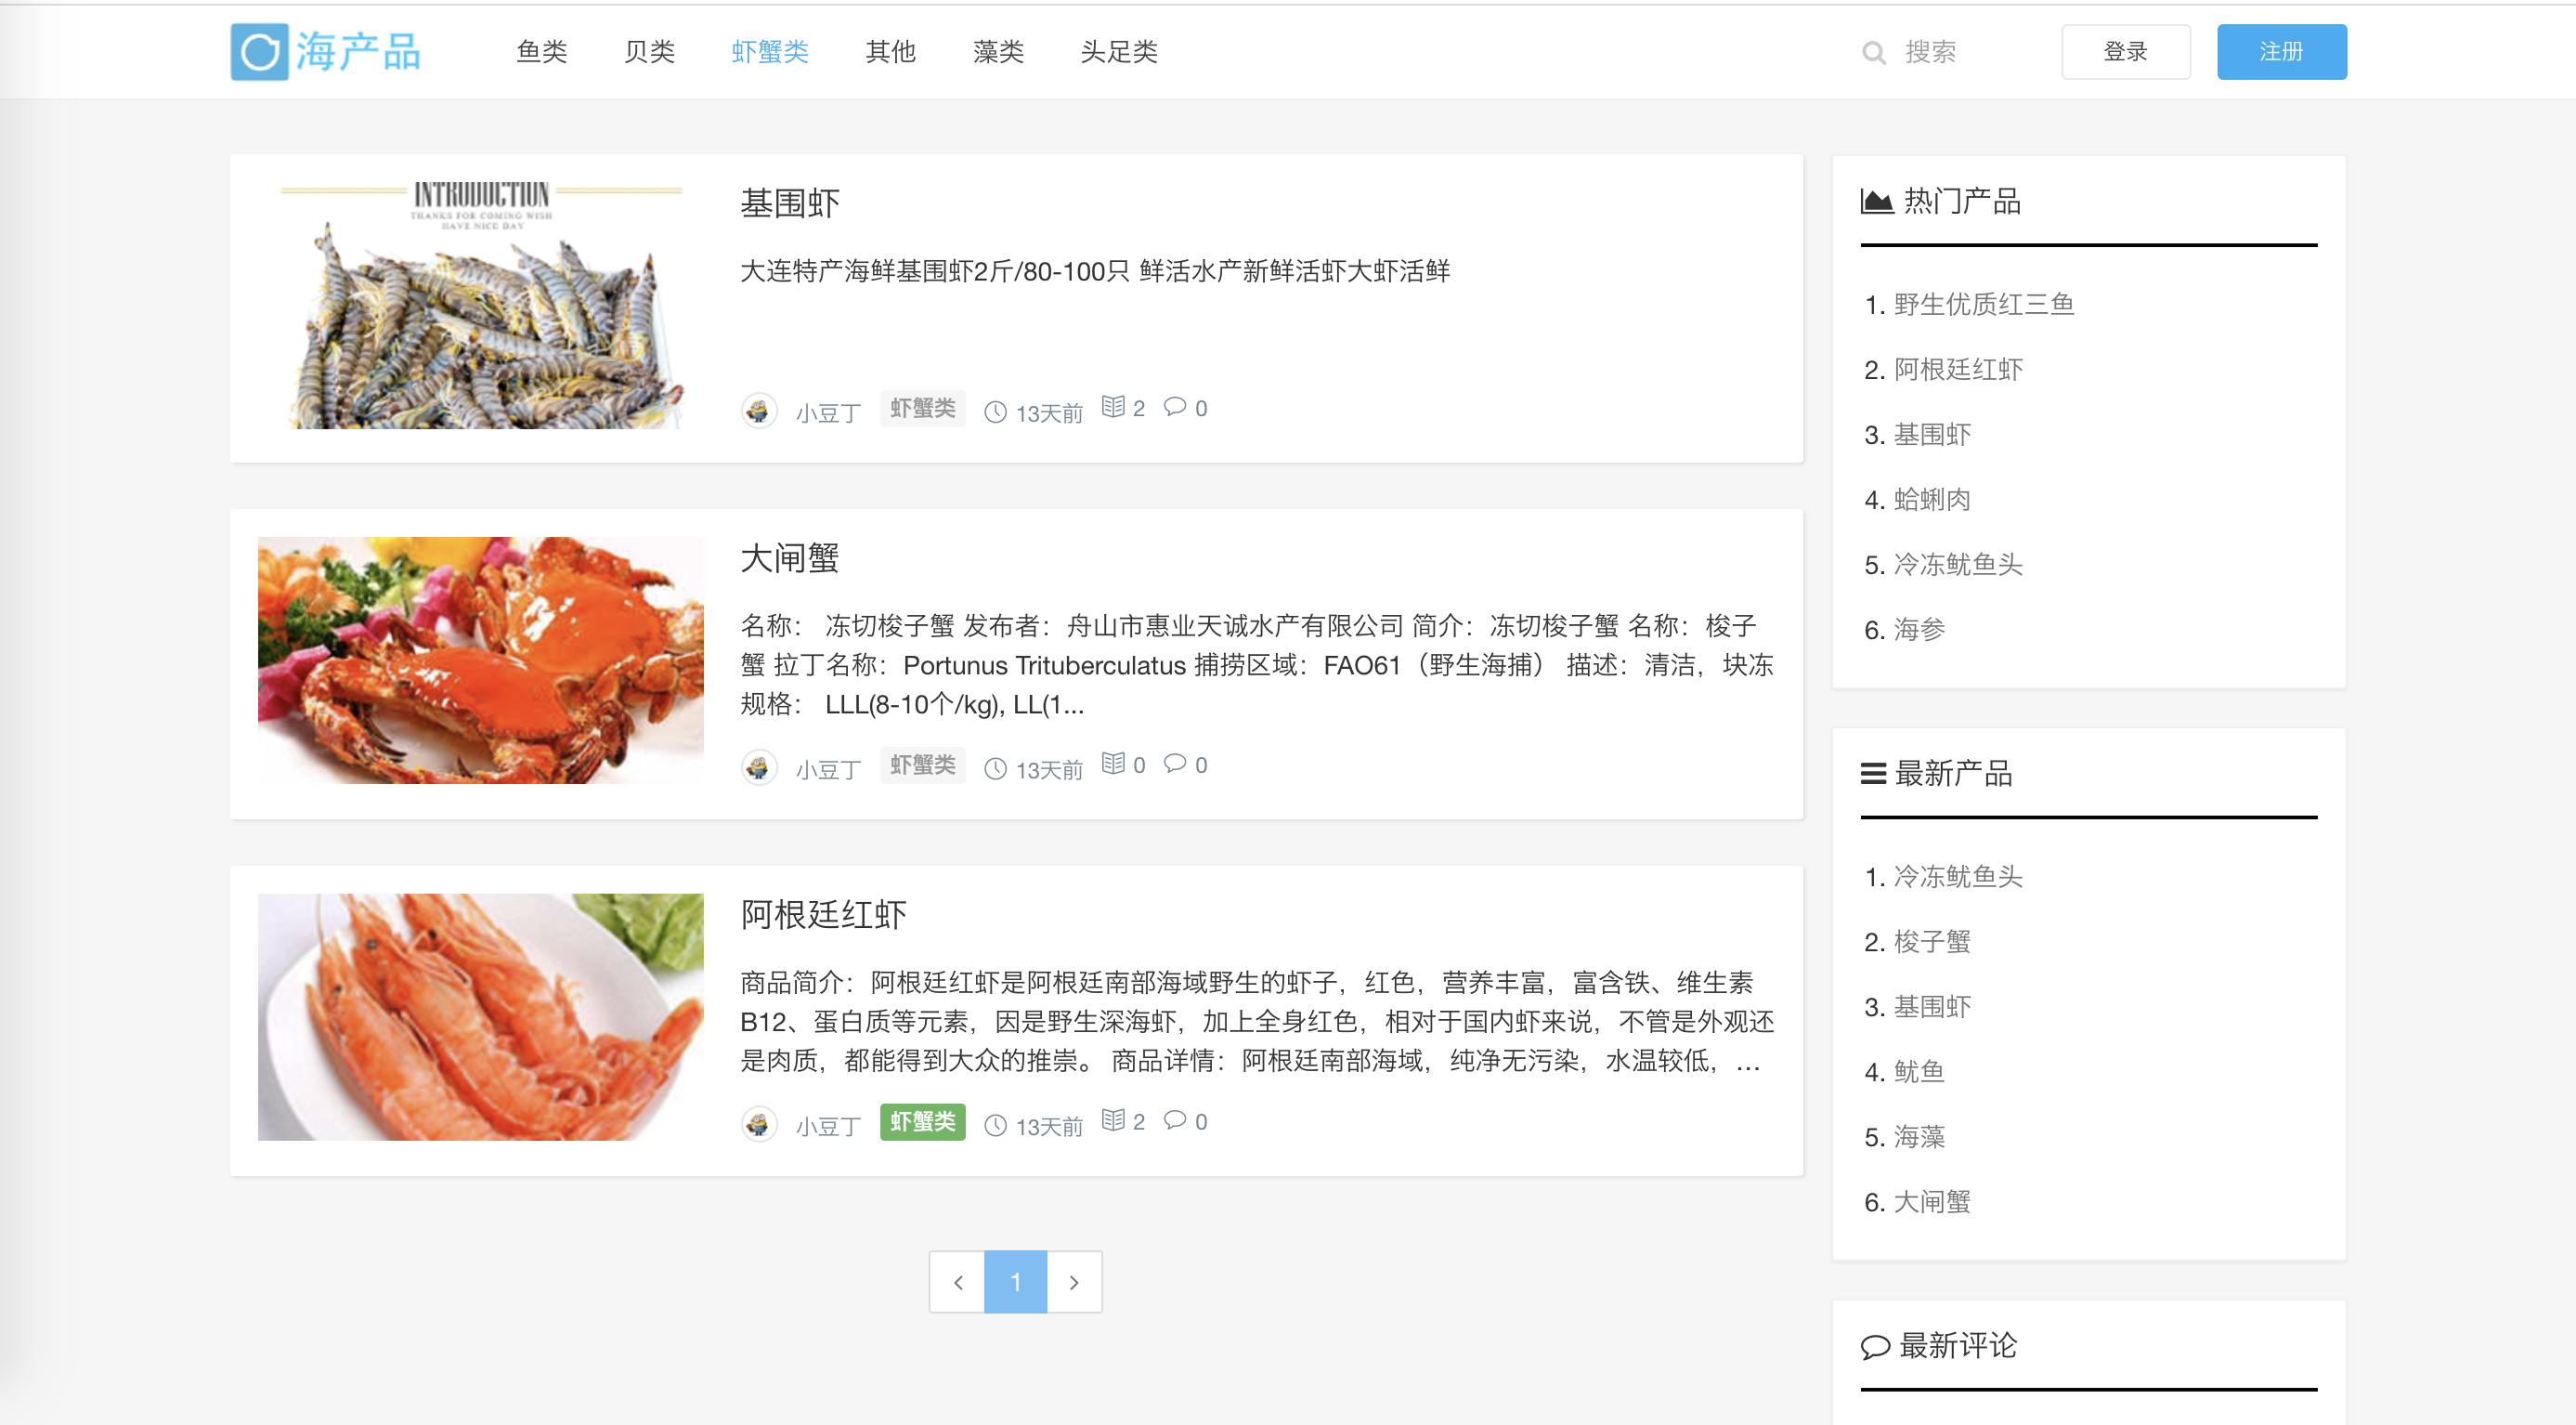 海产品
鱼类
贝类
虾蟹类
其他
藻类
头足类
搜索
登录
注册
INTRODUCTION
THANKS FOR COMING WISH
HAVE NICE DAY
基围虾
大连特产海鲜基围虾2斤/80-100只 鲜活水产新鲜活虾大虾活鲜
小豆丁 虾蟹类 13天前 2 0
大闸蟹
名称： 冻切梭子蟹 发布者：舟山市惠业天诚水产有限公司 简介：冻切梭子蟹 名称：梭子
蟹 拉丁名称：Portunus Trituberculatus 捕捞区域：FAO61（野生海捕） 描述：清洁，块冻
规格： LLL(8-10个/kg), LL(1...
小豆丁 虾蟹类 13天前 0 0
阿根廷红虾
商品简介：阿根廷红虾是阿根廷南部海域野生的虾子，红色，营养丰富，富含铁、维生素
B12、蛋白质等元素，因是野生深海虾，加上全身红色，相对于国内虾来说，不管是外观还
是肉质，都能得到大众的推崇。 商品详情：阿根廷南部海域，纯净无污染，水温较低，...
小豆丁 虾蟹类 13天前 2 0
1
热门产品
1. 野生优质红三鱼
2. 阿根廷红虾
3. 基围虾
4. 蛤蜊肉
5. 冷冻鱿鱼头
6. 海参
最新产品
1. 冷冻鱿鱼头
2. 梭子蟹
3. 基围虾
4. 鱿鱼
5. 海藻
6. 大闸蟹
最新评论